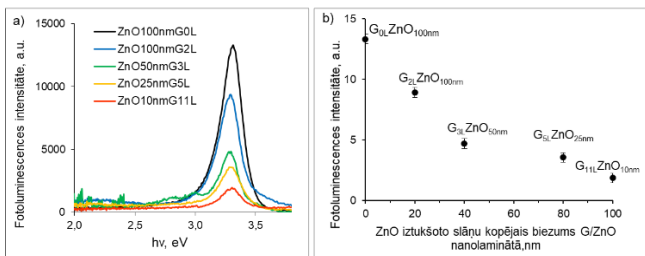 a)
Fotoluminescences intensitāte, a.u.
15000
10000
5000
0
2,0
2,5
3,0
3,5
hν, eV
ZnO100nmG0L
ZnO100nmG2L
ZnO50nmG3L
ZnO25nmG5L
ZnO10nmG11L
b)
Fotoluminescences intensitāte, a.u.
15
10
5
0
0
20
40
60
80
100
G0LZnO100nm
G2LZnO100nm
G3LZnO50nm
G5LZnO25nm
G11LZnO10nm
ZnO iztukšoto slāņu kopējais biezums G/ZnO
nanolaminātā,nm